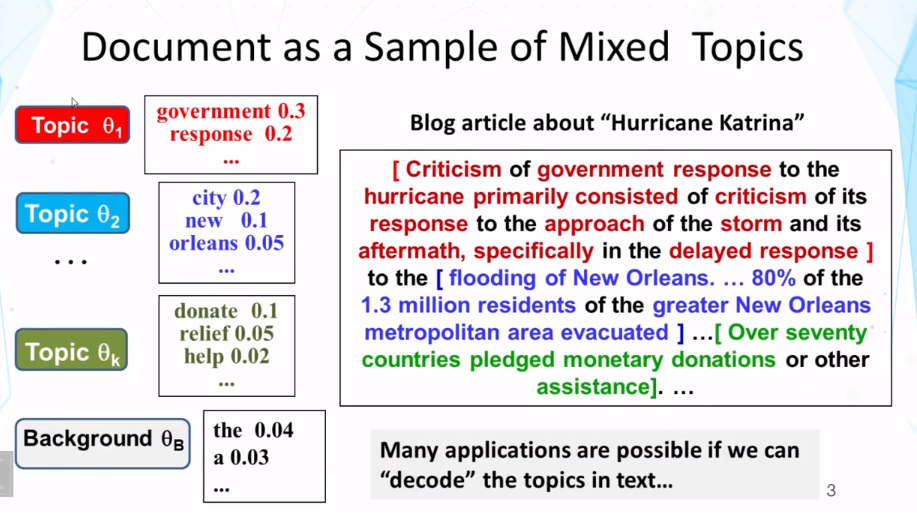 Document as a Sample of Mixed Topics
Topic θ1
government 0.3
response 0.2
...
Topic θ2
city 0.2
new 0.1
orleans 0.05
...
...
Topic θk
donate 0.1
relief 0.05
help 0.02
...
Background θB
the 0.04
a 0.03
...
Blog article about “Hurricane Katrina”
[ Criticism of government response to the
hurricane primarily consisted of criticism of its
response to the approach of the storm and its
aftermath, specifically in the delayed response ]
to the [ flooding of New Orleans. … 80% of the
1.3 million residents of the greater New Orleans
metropolitan area evacuated ] …[ Over seventy
countries pledged monetary donations or other
assistance]. …
Many applications are possible if we can
“decode” the topics in text…
3